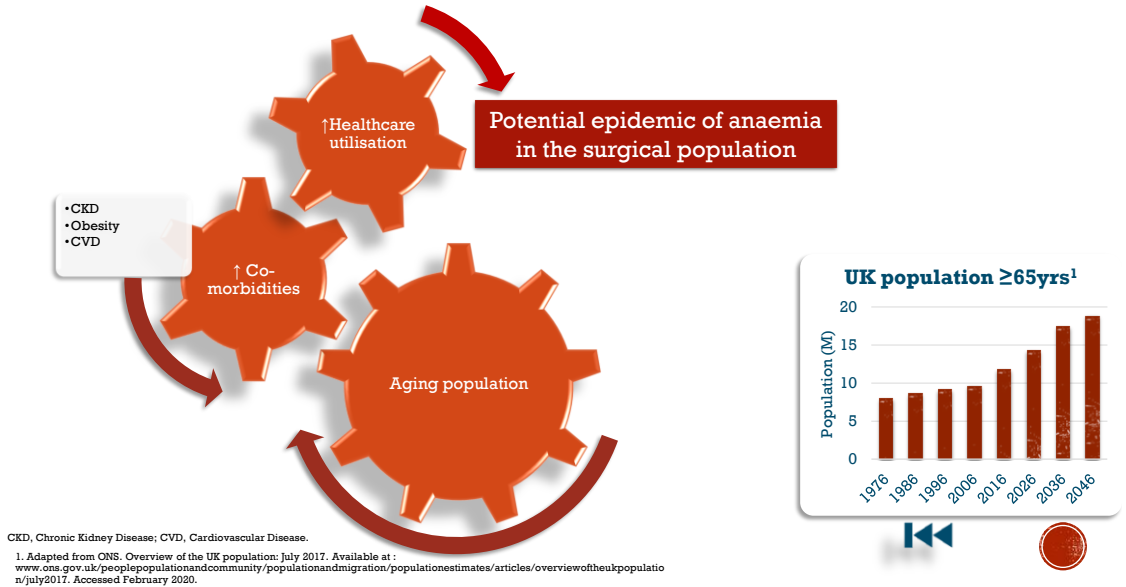 ↑Healthcare
utilisation
Potential epidemic of anaemia
in the surgical population
•CKD
•Obesity
•CVD
↑ Co-
morbidities
Aging population
UK population ≥65yrs1
Population (M)
20
15
10
5
0
1976
1986
1996
2006
2016
2026
2036
2046
CKD, Chronic Kidney Disease; CVD, Cardiovascular Disease.
1. Adapted from ONS. Overview of the UK population: July 2017. Available at :
www.ons.gov.uk/peoplepopulationandcommunity/populationandmigration/populationestimates/articles/overviewoftheukpopulatio
n/july2017. Accessed February 2020.